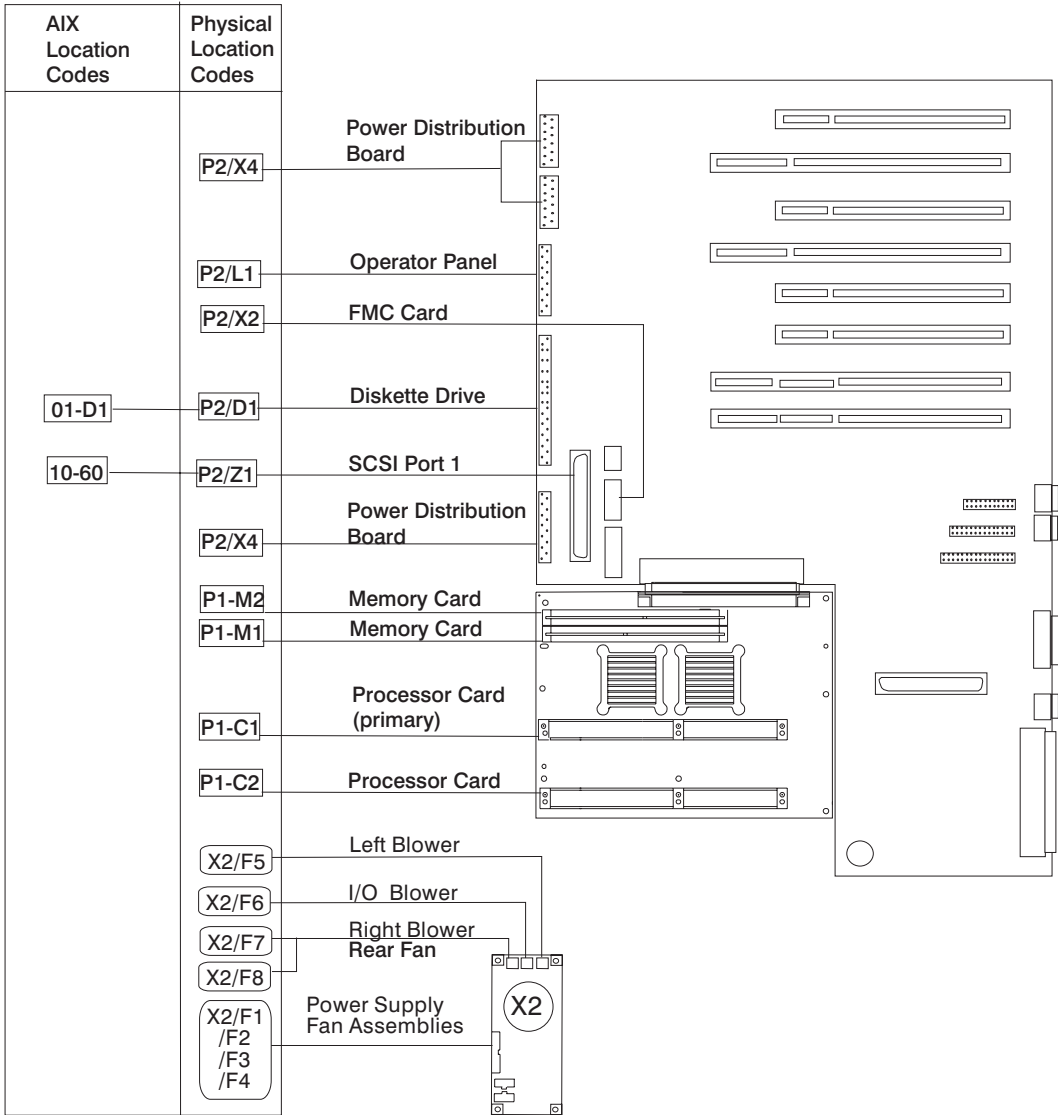 AIX
Location
Codes
Physical
Location
Codes
Power Distribution
Board
P2/X4
Operator Panel
P2/L1
FMC Card
P2/X2
Diskette Drive
01-D1
P2/D1
SCSI Port 1
10-60
P2/Z1
Power Distribution
Board
P2/X4
P1-M2
Memory Card
P1-M1
Memory Card
Processor Card
(primary)
P1-C1
P1-C2
Processor Card
Left Blower
X2/F5
I/O Blower
X2/F6
Right Blower
X2/F7
Rear Fan
X2/F8
X2
Power Supply
Fan Assemblies
X2/F1
/F2
/F3
/F4